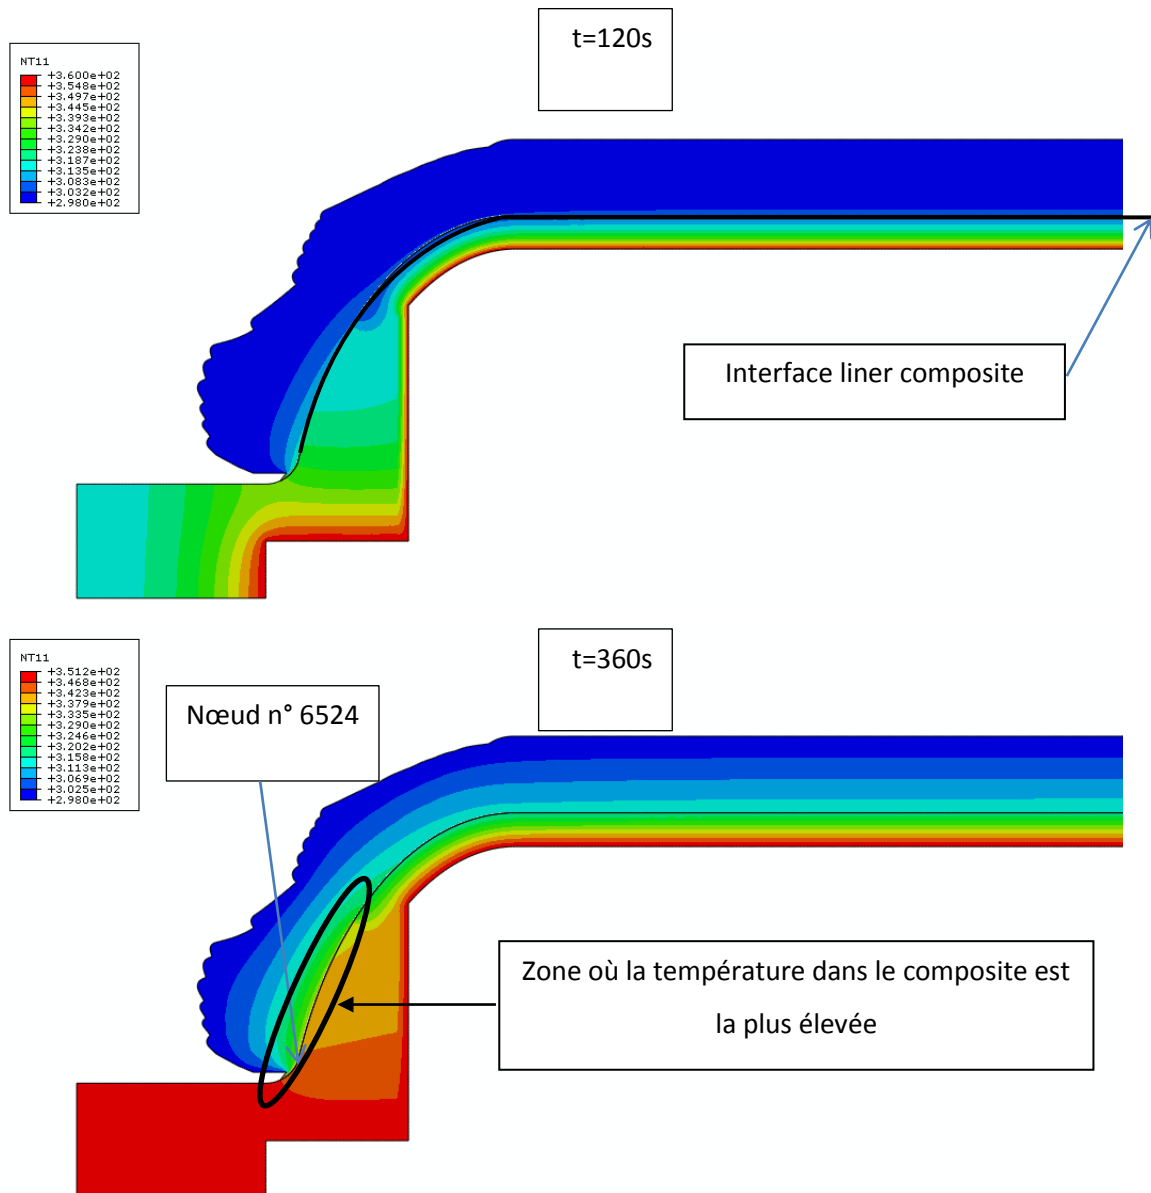 t=120s
NT11
+3.600e+02
+3.548e+02
+3.497e+02
+3.445e+02
+3.393e+02
+3.342e+02
+3.290e+02
+3.238e+02
+3.187e+02
+3.135e+02
+3.083e+02
+3.032e+02
+2.980e+02
Interface liner composite
t=360s
NT11
+3.512e+02
+3.468e+02
+3.423e+02
+3.379e+02
+3.335e+02
+3.290e+02
+3.246e+02
+3.202e+02
+3.158e+02
+3.113e+02
+3.069e+02
+3.025e+02
+2.980e+02
Nœud n° 6524
Zone où la température dans le composite est
la plus élevée